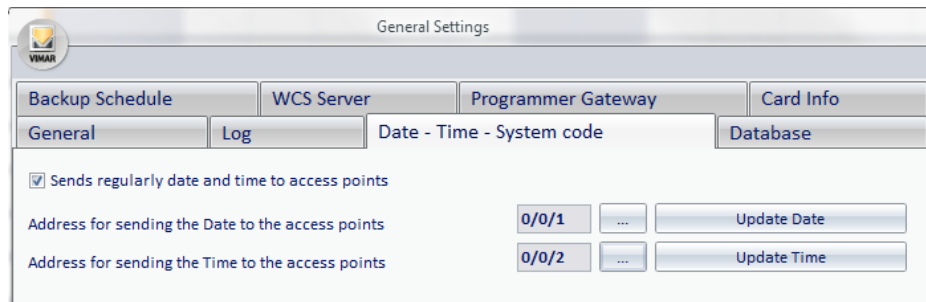 General Settings
VIMAR
Backup Schedule WCS Server Programmer Gateway Card Info
General Log Date - Time - System code Database
Sends regularly date and time to access points
Address for sending the Date to the access points 0/0/1 ... Update Date
Address for sending the Time to the access points 0/0/2 ... Update Time